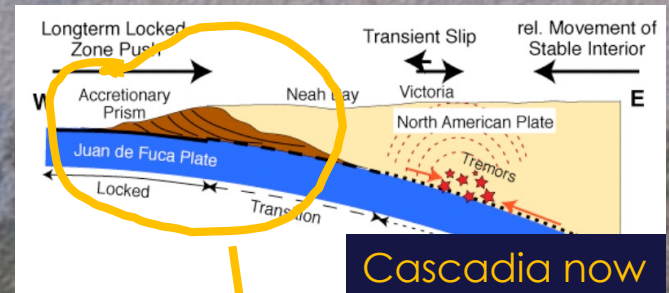 Longterm Locked
Zone Push
Transient Slip
rel. Movement of
Stable Interior
W
Accretionary
Prism
Neah Bay
Victoria
E
North American Plate
Juan de Fuca Plate
Tremors
Locked
Transition
Cascadia now